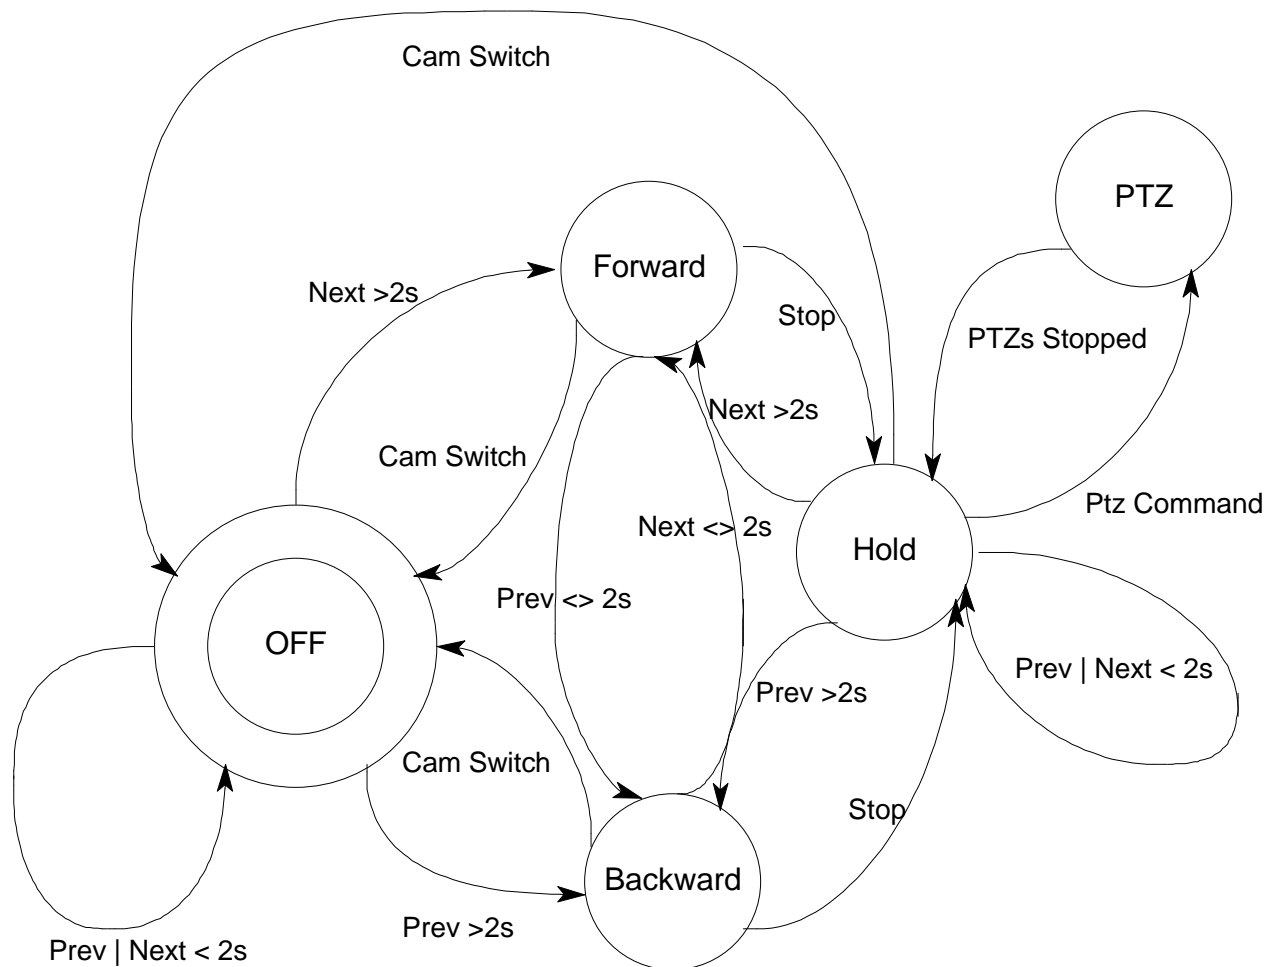 Cam Switch
PTZ
Forward
Next >2s
Stop
PTZs Stopped
Next >2s
Cam Switch
Ptz Command
Next <> 2s
Hold
Prev <> 2s
OFF
Prev | Next < 2s
Prev >2s
Cam Switch
Stop
Backward
Prev >2s
Prev | Next < 2s